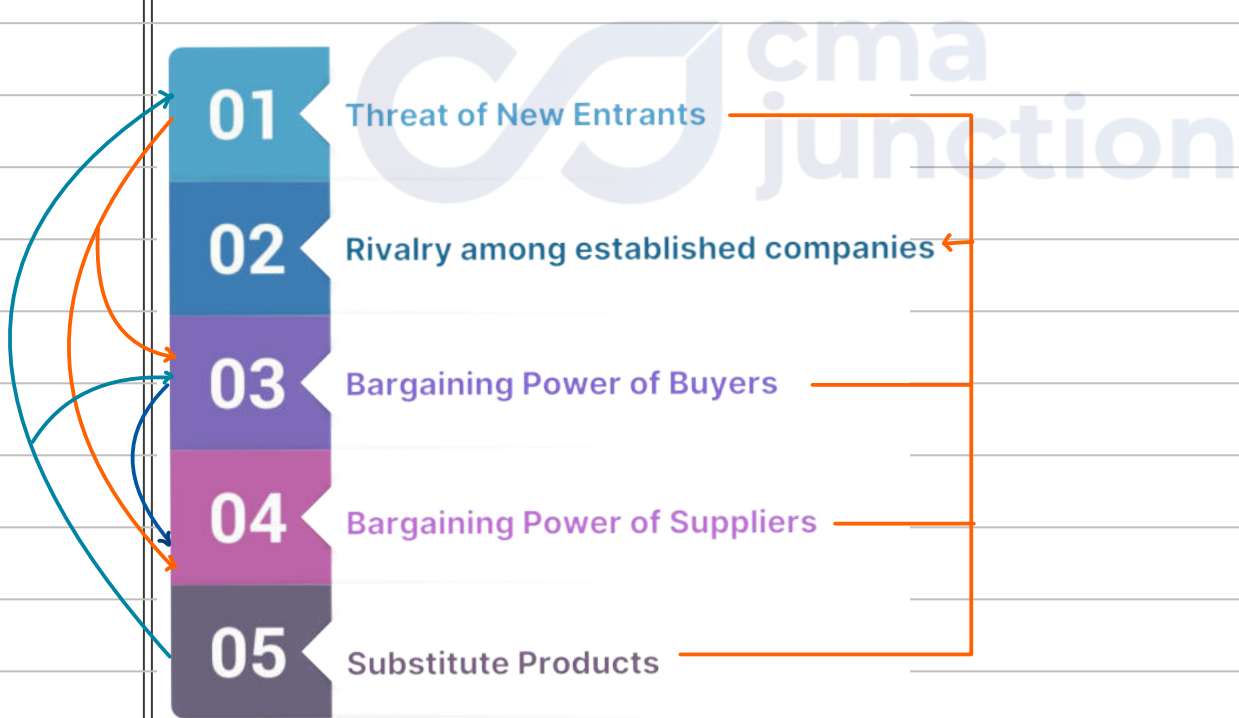 cma
junction
01 Threat of New Entrants
02 Rivalry among established companies
03 Bargaining Power of Buyers
04 Bargaining Power of Suppliers
05 Substitute Products